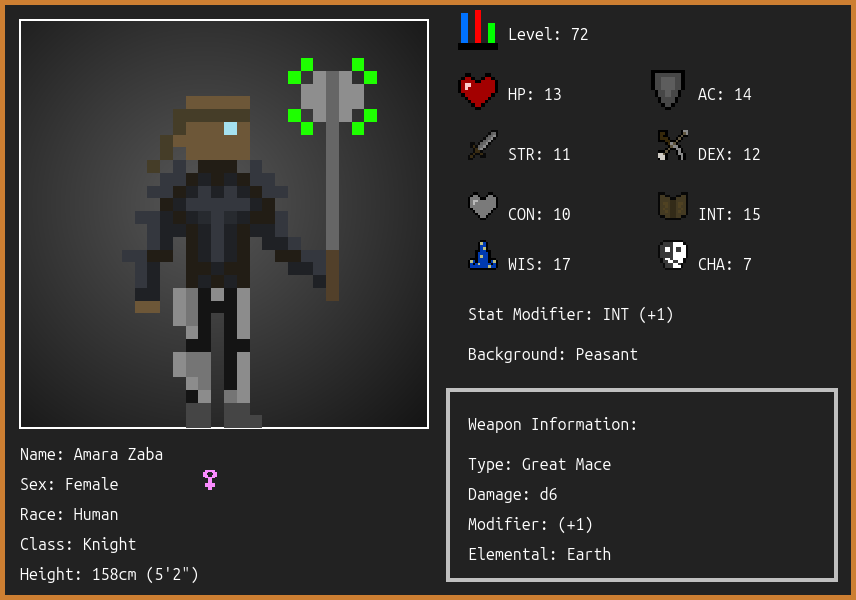 Level: 72
HP: 13
AC: 14
STR: 11
DEX: 12
CON: 10
INT: 15
WIS: 17
CHA: 7
Stat Modifier: INT (+1)
Background: Peasant
Weapon Information:
Type: Great Mace
Damage: d6
Modifier: (+1)
Elemental: Earth
Name: Amara Zaba
Sex: Female
Race: Human
Class: Knight
Height: 158cm (5'2")